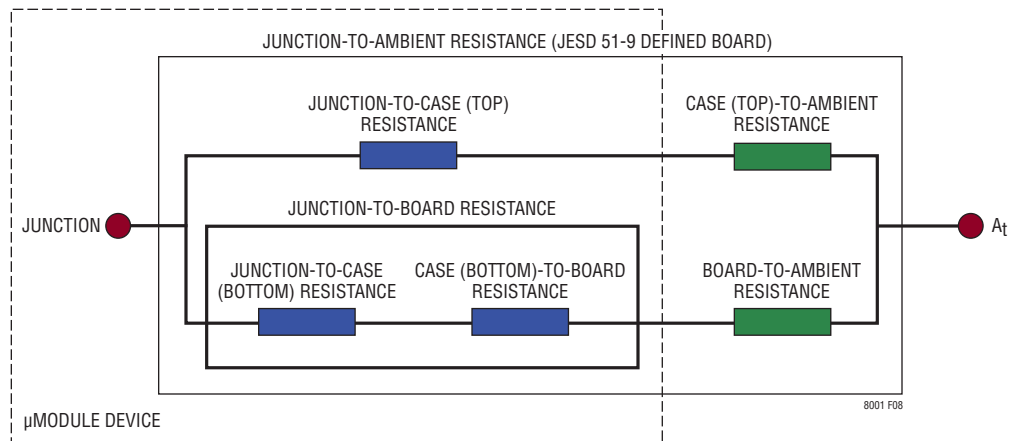 JUNCTION-TO-AMBIENT RESISTANCE (JESD 51-9 DEFINED BOARD)
JUNCTION-TO-CASE (TOP)
RESISTANCE
CASE (TOP)-TO-AMBIENT
RESISTANCE
JUNCTION
JUNCTION-TO-BOARD RESISTANCE
At
JUNCTION-TO-CASE
(BOTTOM) RESISTANCE
CASE (BOTTOM)-TO-BOARD
RESISTANCE
BOARD-TO-AMBIENT
RESISTANCE
8001 F08
µMODULE DEVICE